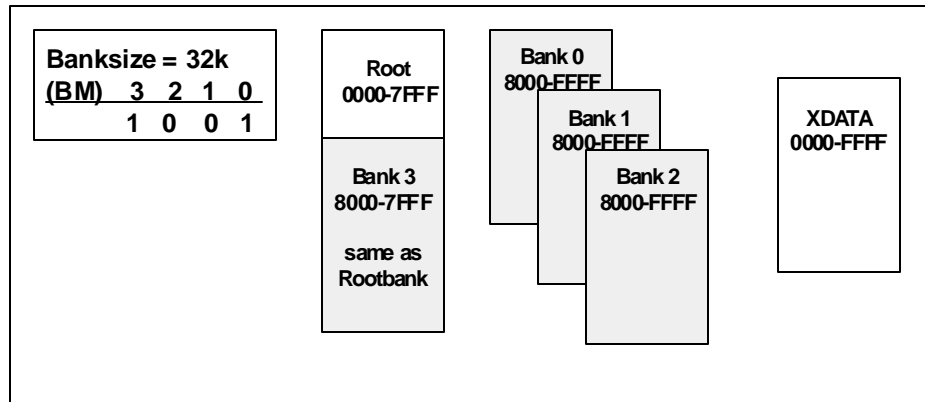 Banksize = 32k
(BM) 3 2 1 0
1 0 0 1
Root
0000-7FFF
Bank 3
8000-7FFF
same as
Rootbank
Bank 0
8000-FFFF
Bank 1
8000-FFFF
Bank 2
8000-FFFF
XDATA
0000-FFFF